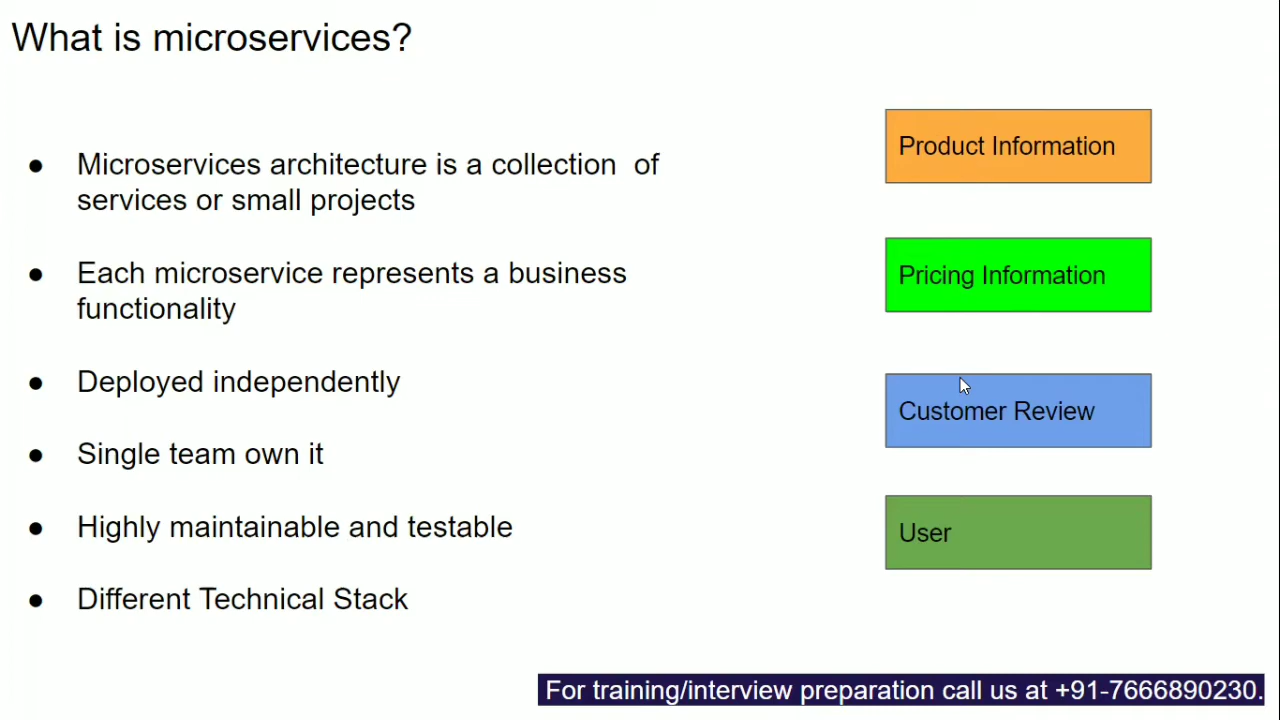 What is microservices?
● Microservices architecture is a collection of
services or small projects
● Each microservice represents a business
functionality
● Deployed independently
● Single team own it
● Highly maintainable and testable
● Different Technical Stack
Product Information
Pricing Information
Customer Review
User
For training/interview preparation call us at +91-7666890230.